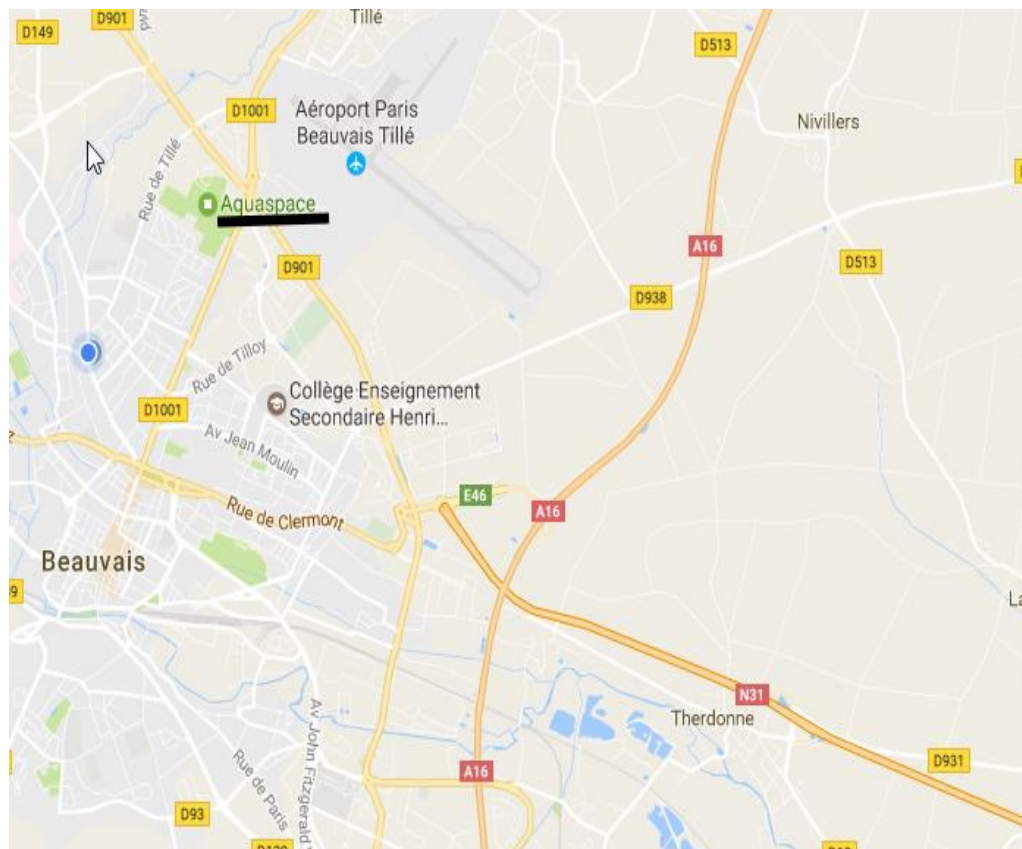 D901
Tillé
D149
D513
D1001
Aéroport Paris
Beauvais Tillé
Nivillers
Rue de Tillé
Aquaspace
A16
D513
D901
D938
Rue de Tilloy
Collège Enseignement
Secondaire Henri...
D1001
Av Jean Moulin
E46
A16
Rue de Clermont
Beauvais
N31
Therdonne
Av John Fitzgerald
D931
A16
Rue de Paris
D93